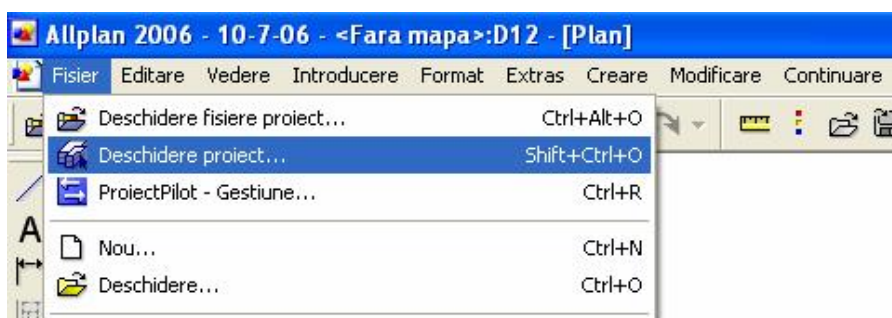 Allplan 2006 - 10-7-06 - <Fara mapa>:D12 - [Plan]
Fisier Editare Vedere Introducere Format Extras Creare Modificare Continuare
Deschidere fisiere proiect... Ctrl+Alt+O
Deschidere proiect... Shift+Ctrl+O
ProiectPilot - Gestiune... Ctrl+R
A
Nou... Ctrl+N
Deschidere... Ctrl+O